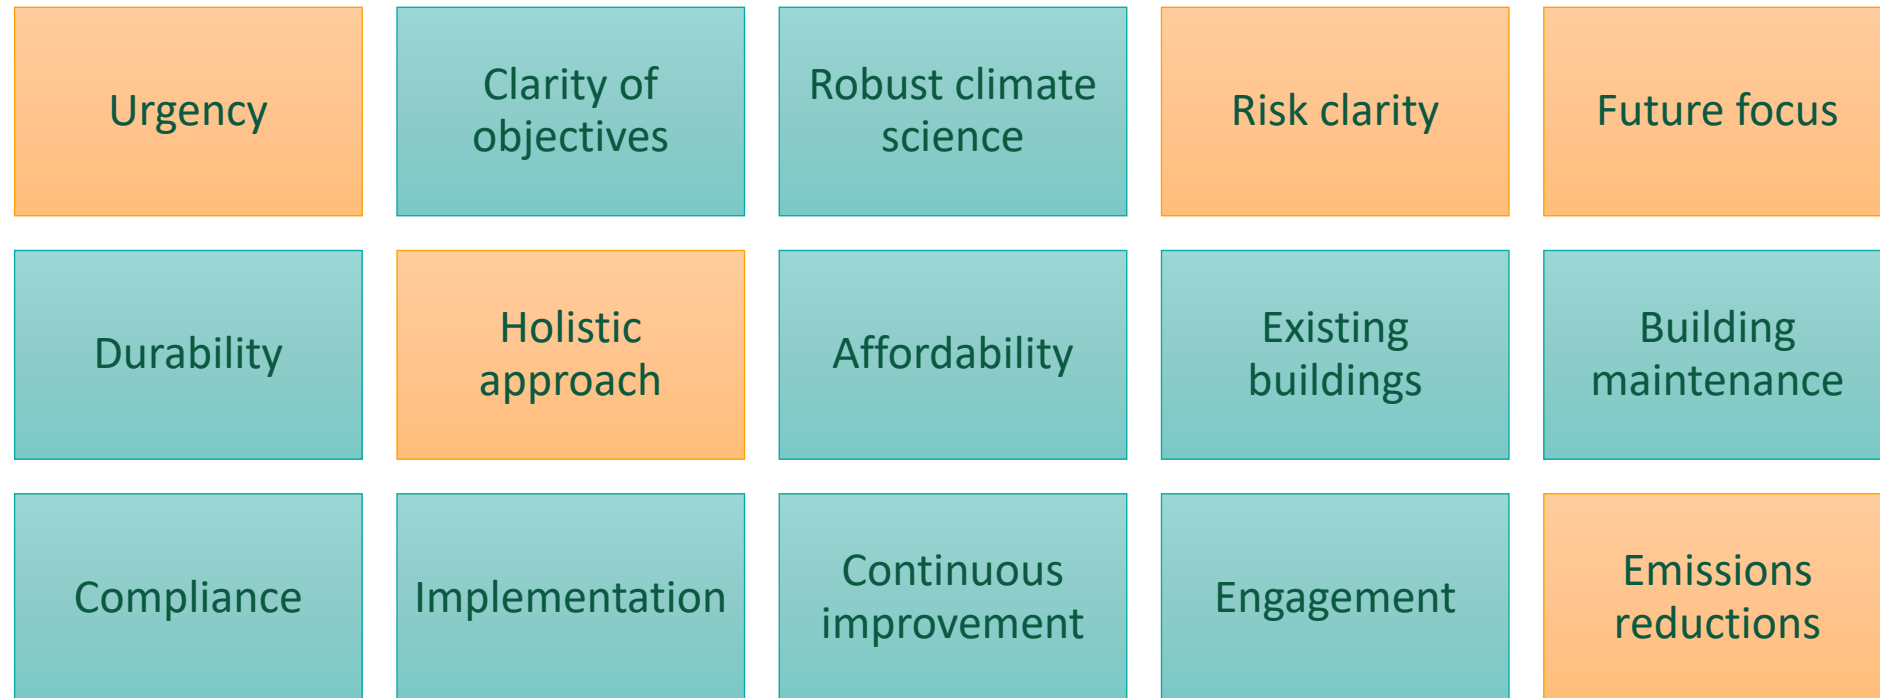 Urgency
Clarity of
objectives
Robust climate
science
Risk clarity
Future focus
Durability
Holistic
approach
Affordability
Existing
buildings
Building
maintenance
Compliance
Implementation
Continuous
improvement
Engagement
Emissions
reductions